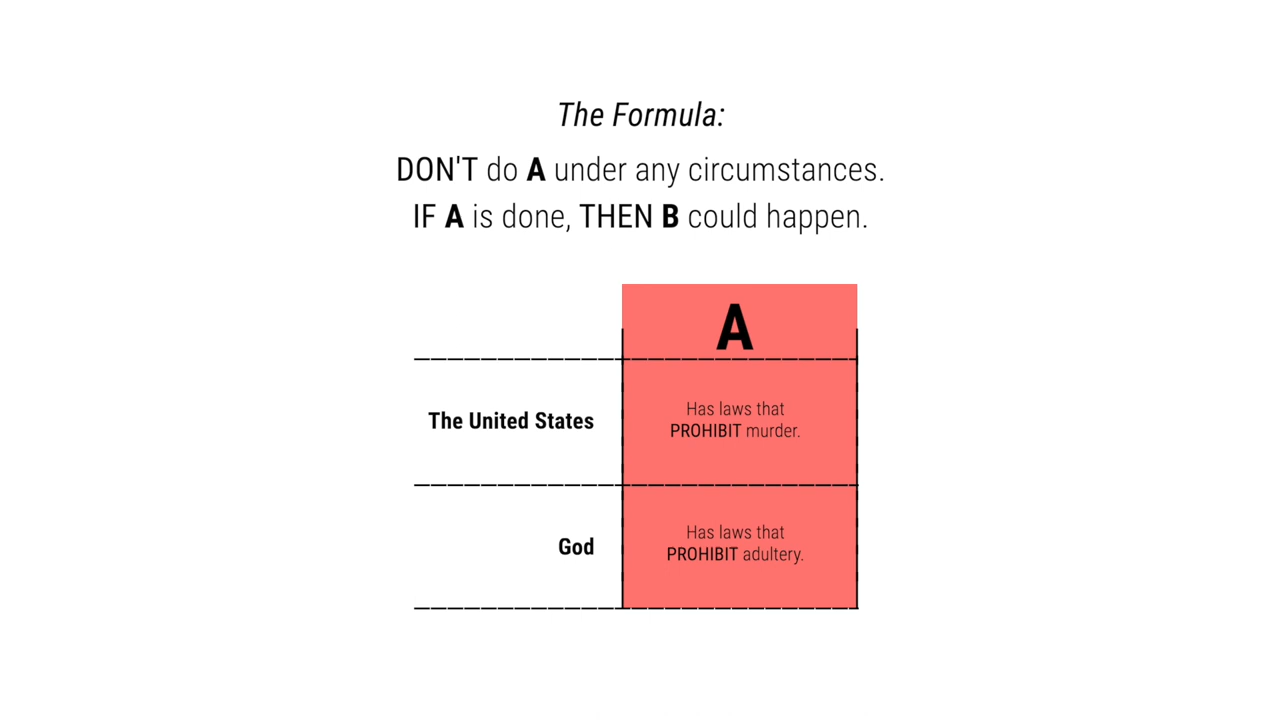 The Formula:
DON'T do A under any circumstances.
IF A is done, THEN B could happen.
A
The United States
Has laws that
PROHIBIT murder.
God
Has laws that
PROHIBIT adultery.